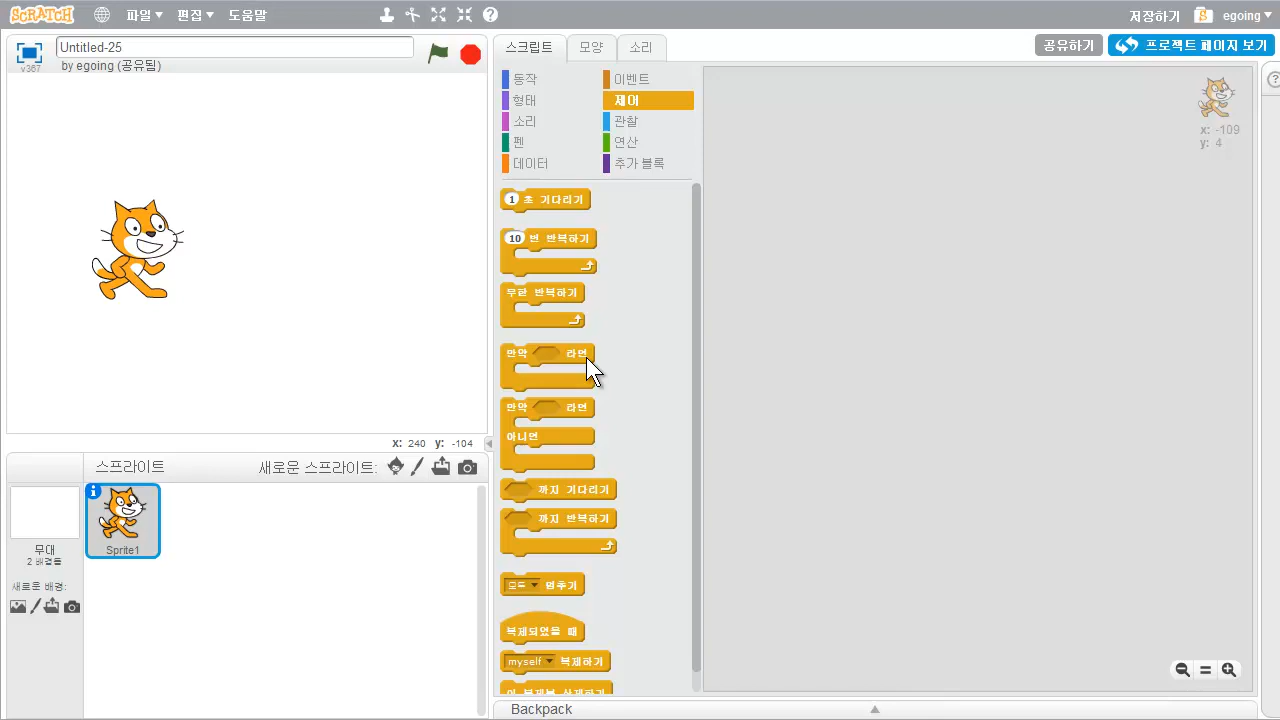 SCRATCH 파일 편집 도움말 저장하기 egoing
v367 Untitled-25
by egoing (공유됨)
스크립트 모양 소리 공유하기 프로젝트 페이지 보기
동작 이벤트
형태 제어
소리 관찰
펜 연산
데이터 추가 블록
x: -109
y: 4
1 초 기다리기
10 번 반복하기
무한 반복하기
만약 라면
만약 라면
아니면
까지 기다리기
까지 반복하기
모두 멈추기
복제되었을 때
myself 복제하기
이 복제본 삭제하기
x: 240 y: -104
스프라이트 새로운 스프라이트:
Sprite1
무대
2 배경들
새로운 배경:
Backpack